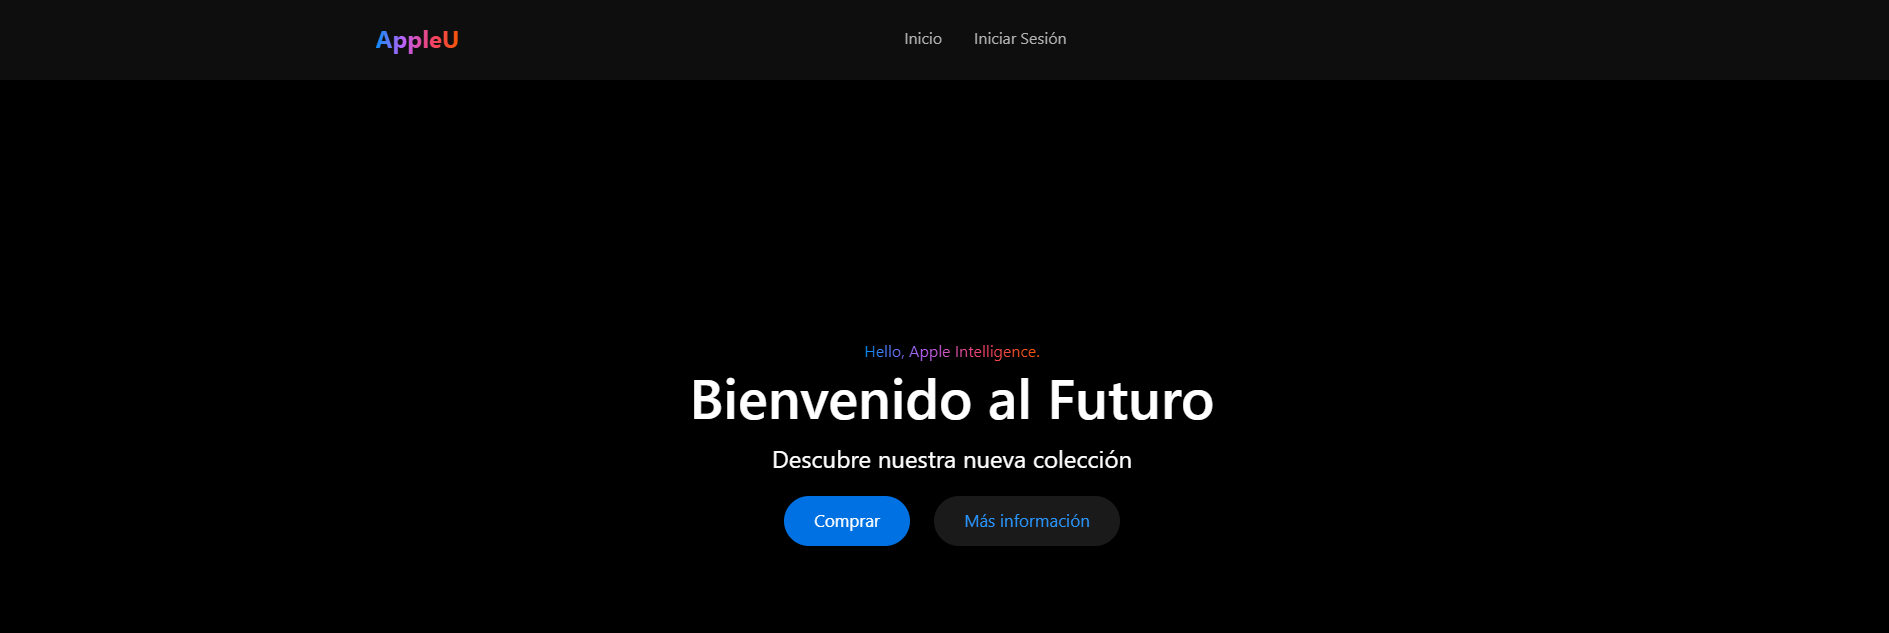 AppleU
Inicio
Iniciar Sesión
Hello, Apple Intelligence.
Bienvenido al Futuro
Descubre nuestra nueva colección
Comprar
Más información